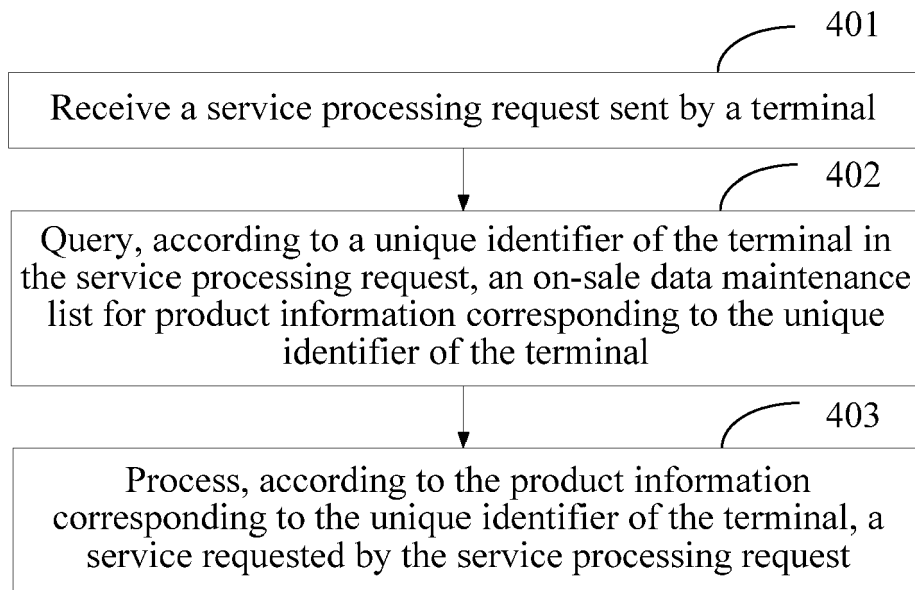 401
Receive a service processing request sent by a terminal
402
Query, according to a unique identifier of the terminal in
the service processing request, an on-sale data maintenance
list for product information corresponding to the unique
identifier of the terminal
403
Process, according to the product information
corresponding to the unique identifier of the terminal, a
service requested by the service processing request